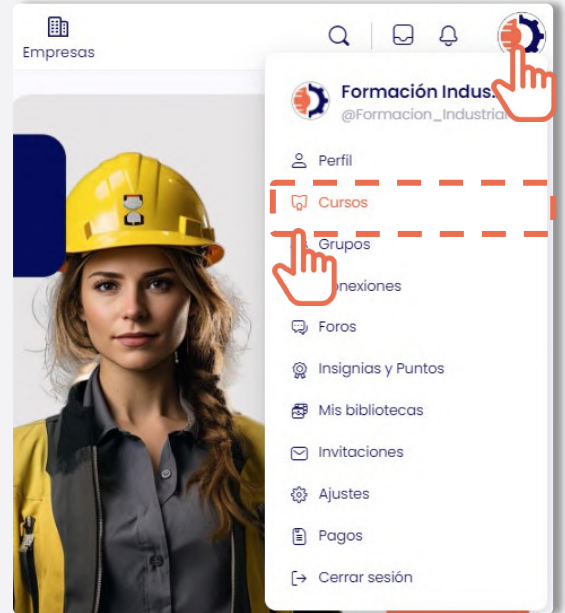 Empresas
Formación Indus...
@Formacion_Industrial
Perfil
Cursos
Grupos
onexiones
Foros
Insignias y Puntos
Mis bibliotecas
Invitaciones
Ajustes
Pagos
Cerrar sesión